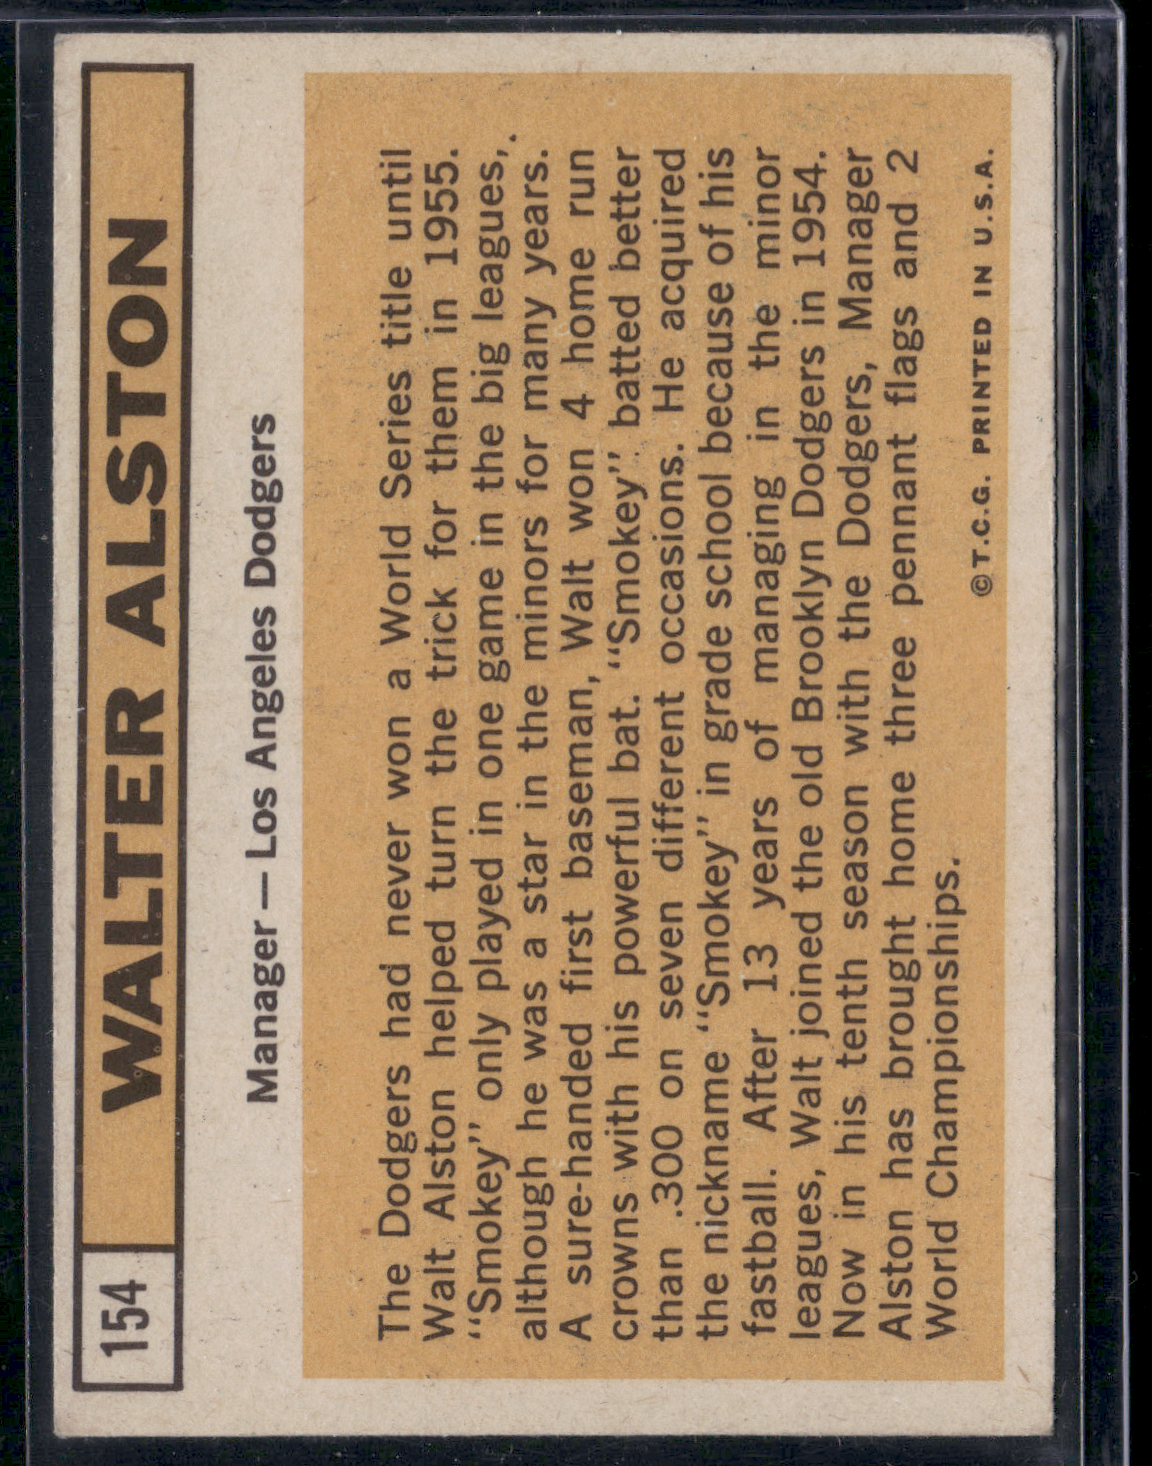 154 WALTER ALSTON
Manager — Los Angeles Dodgers
The Dodgers had never won a World Series title until
Walt Alston helped turn the trick for them in 1955.
“Smokey” only played in one game in the big leagues,.
although he was a star in the minors for many years.
A sure-handed first baseman, Walt won 4 home run
crowns with his powerful bat. “Smokey” batted better
than .300 on seven different occasions. He acquired
the nickname “Smokey” in grade school because of his
fastball. After 13 years of managing in the minor
leagues, Walt joined the old Brooklyn Dodgers in 1954.
Now in his tenth season with the Dodgers, Manager
Alston has brought home three pennant flags and 2
World Championships.
© T.C.G. PRINTED IN U.S.A.